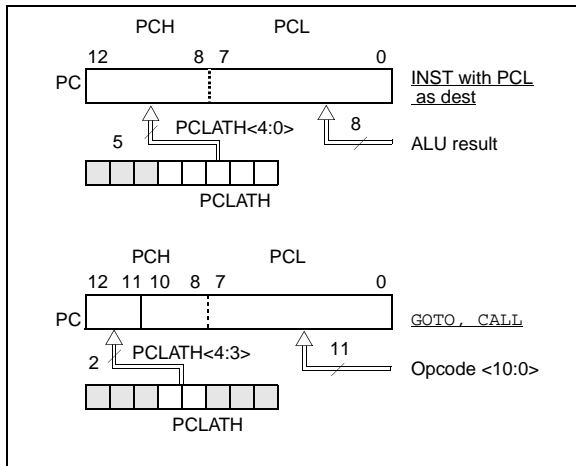 PCH PCL
12 8 7 0
PC
INST with PCL
as dest
PCLATH<4:0>
5
8
ALU result
PCLATH
PCH PCL
12 11 10 8 7 0
PC
GOTO, CALL
PCLATH<4:3>
2
11
Opcode <10:0>
PCLATH